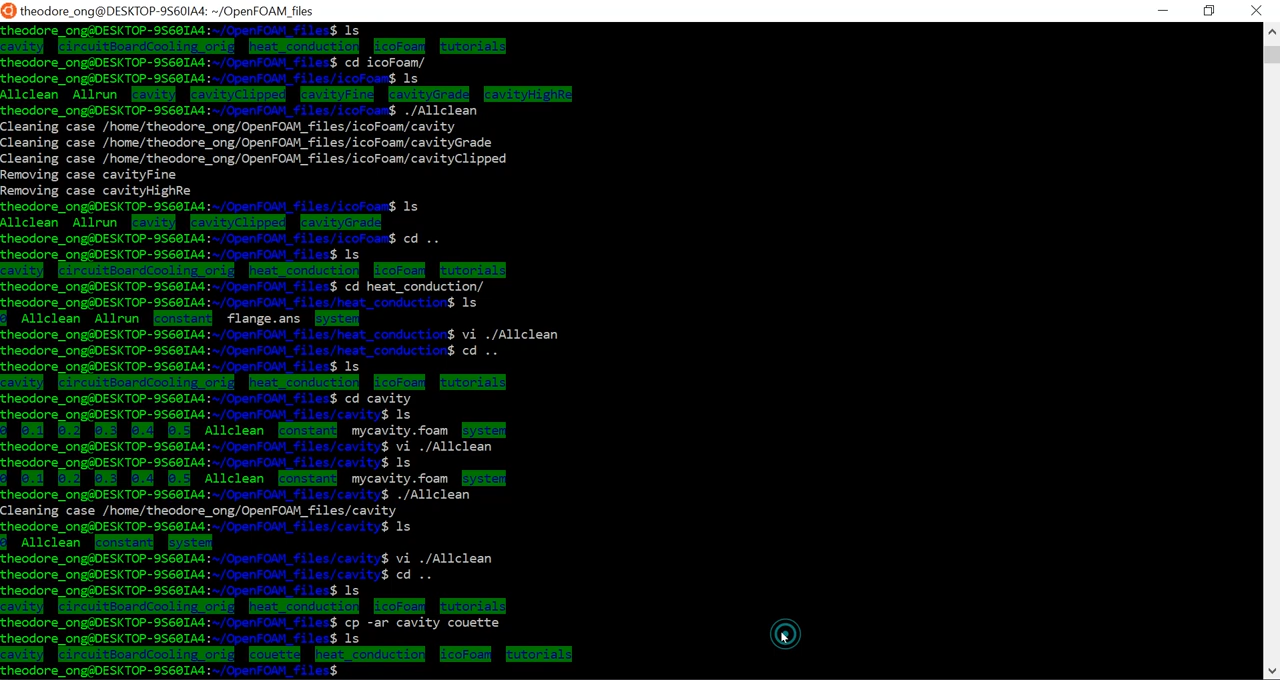 theodore_ong@DESKTOP-9S60IA4: ~/OpenFOAM_files
theodore_ong@DESKTOP-9S60IA4:~/OpenFOAM_files$ ls
cavity circuitBoardCooling_orig heat_conduction icoFoam tutorials
theodore_ong@DESKTOP-9S60IA4:~/OpenFOAM_files$ cd icoFoam/
theodore_ong@DESKTOP-9S60IA4:~/OpenFOAM_files/icoFoam$ ls
Allclean Allrun cavity cavityClipped cavityFine cavityGrade cavityHighRe
theodore_ong@DESKTOP-9S60IA4:~/OpenFOAM_files/icoFoam$ ./Allclean
Cleaning case /home/theodore_ong/OpenFOAM_files/icoFoam/cavity
Cleaning case /home/theodore_ong/OpenFOAM_files/icoFoam/cavityGrade
Cleaning case /home/theodore_ong/OpenFOAM_files/icoFoam/cavityClipped
Removing case cavityFine
Removing case cavityHighRe
theodore_ong@DESKTOP-9S60IA4:~/OpenFOAM_files/icoFoam$ ls
Allclean Allrun cavity cavityClipped cavityGrade
theodore_ong@DESKTOP-9S60IA4:~/OpenFOAM_files/icoFoam$ cd ..
theodore_ong@DESKTOP-9S60IA4:~/OpenFOAM_files$ ls
cavity circuitBoardCooling_orig heat_conduction icoFoam tutorials
theodore_ong@DESKTOP-9S60IA4:~/OpenFOAM_files$ cd heat_conduction/
theodore_ong@DESKTOP-9S60IA4:~/OpenFOAM_files/heat_conduction$ ls
0 Allclean Allrun constant flange.ans system
theodore_ong@DESKTOP-9S60IA4:~/OpenFOAM_files/heat_conduction$ vi ./Allclean
theodore_ong@DESKTOP-9S60IA4:~/OpenFOAM_files/heat_conduction$ cd ..
theodore_ong@DESKTOP-9S60IA4:~/OpenFOAM_files$ ls
cavity circuitBoardCooling_orig heat_conduction icoFoam tutorials
theodore_ong@DESKTOP-9S60IA4:~/OpenFOAM_files$ cd cavity
theodore_ong@DESKTOP-9S60IA4:~/OpenFOAM_files/cavity$ ls
0 0.1 0.2 0.3 0.4 0.5 Allclean constant mycavity.foam system
theodore_ong@DESKTOP-9S60IA4:~/OpenFOAM_files/cavity$ vi ./Allclean
theodore_ong@DESKTOP-9S60IA4:~/OpenFOAM_files/cavity$ ls
0 0.1 0.2 0.3 0.4 0.5 Allclean constant mycavity.foam system
theodore_ong@DESKTOP-9S60IA4:~/OpenFOAM_files/cavity$ ./Allclean
Cleaning case /home/theodore_ong/OpenFOAM_files/cavity
theodore_ong@DESKTOP-9S60IA4:~/OpenFOAM_files/cavity$ ls
0 Allclean constant system
theodore_ong@DESKTOP-9S60IA4:~/OpenFOAM_files/cavity$ vi ./Allclean
theodore_ong@DESKTOP-9S60IA4:~/OpenFOAM_files/cavity$ cd ..
theodore_ong@DESKTOP-9S60IA4:~/OpenFOAM_files$ ls
cavity circuitBoardCooling_orig heat_conduction icoFoam tutorials
theodore_ong@DESKTOP-9S60IA4:~/OpenFOAM_files$ cp -ar cavity couette
theodore_ong@DESKTOP-9S60IA4:~/OpenFOAM_files$ ls
cavity circuitBoardCooling_orig couette heat_conduction icoFoam tutorials
theodore_ong@DESKTOP-9S60IA4:~/OpenFOAM_files$